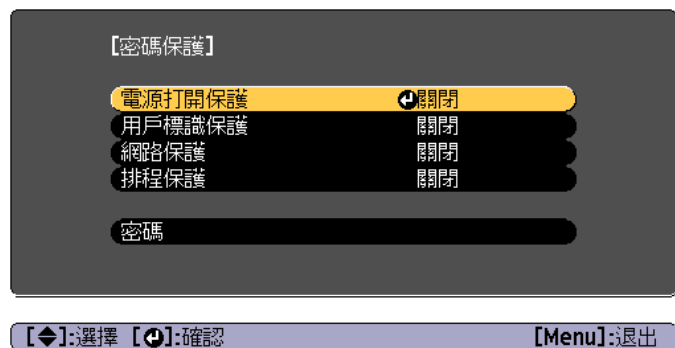 [密碼保護]
電源打開保護 關閉
用戶標識保護 關閉
網路保護 關閉
排程保護 關閉
密碼
[◆]:選擇 [↵]:確認 [Menu]:退出